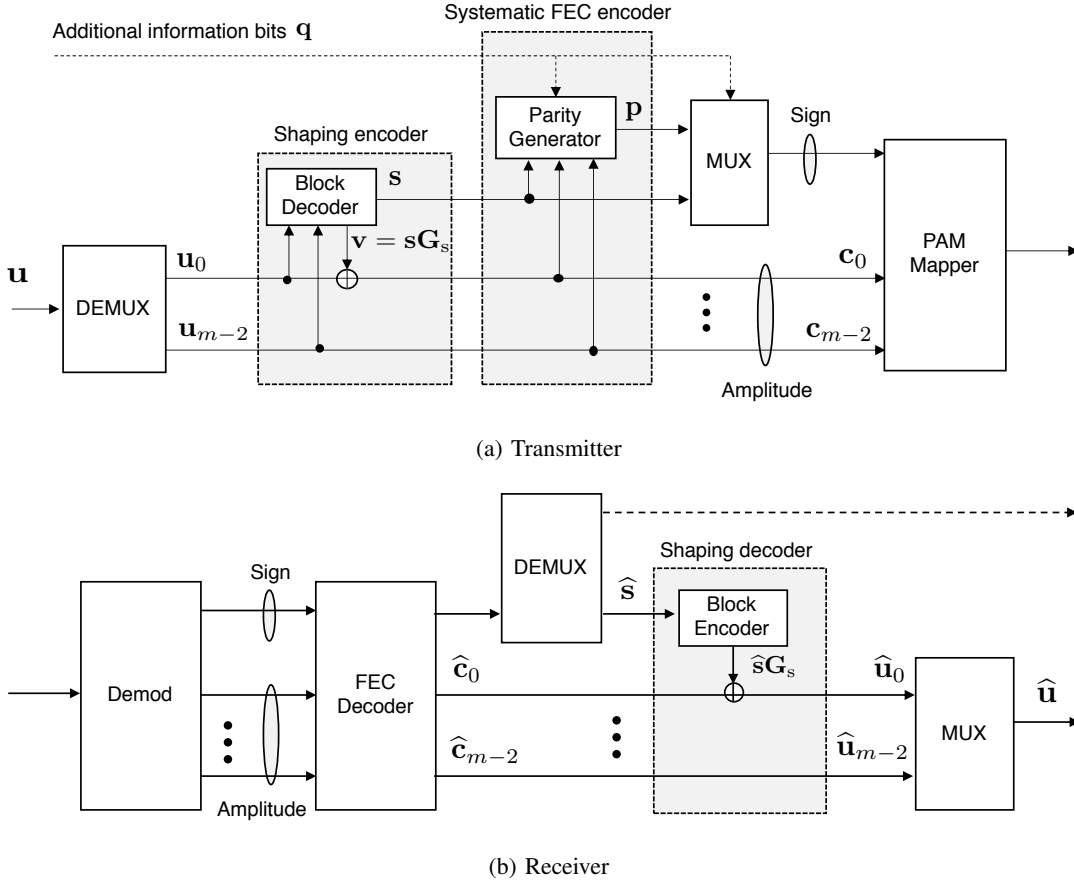 Systematic FEC encoder
Additional information bits q
Parity
Generator
p
Sign
MUX
Shaping encoder
Block
Decoder
s
v = sG_s
PAM
Mapper
u
DEMUX
u_0
c_0
u_{m−2}
c_{m−2}
Amplitude
(a) Transmitter
DEMUX
Shaping decoder
Sign
ŝ
Block
Encoder
ŝG_s
Demod
FEC
Decoder
ĉ_0
û_0
MUX
û
ĉ_{m−2}
û_{m−2}
Amplitude
(b) Receiver